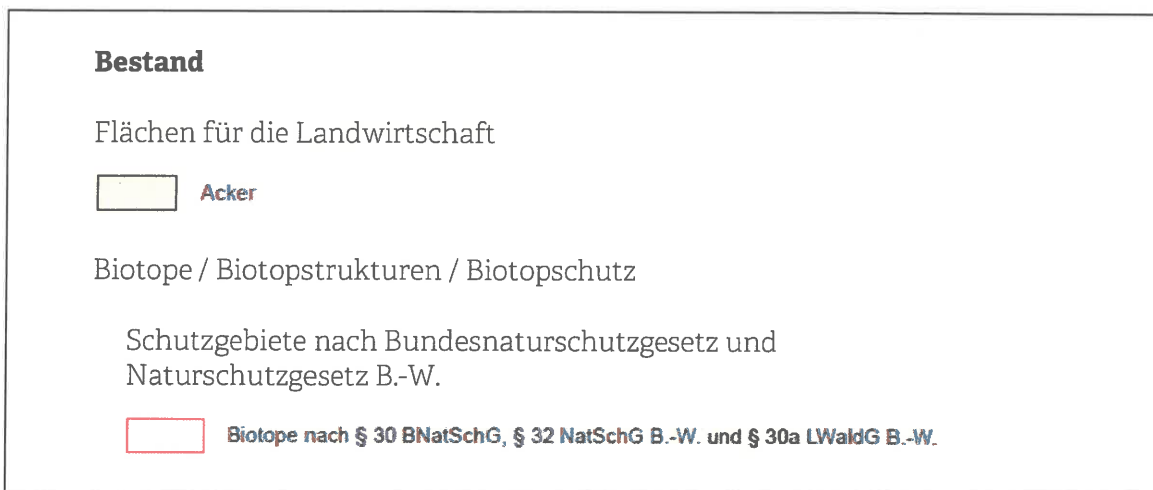 Bestand
Flächen für die Landwirtschaft
Acker
Biotope / Biotopstrukturen / Biotopschutz
Schutzgebiete nach Bundesnaturschutzgesetz und
Naturschutzgesetz B.-W.
Biotope nach § 30 BNatSchG, § 32 NatSchG B.-W. und § 30a LWaldG B.-W.